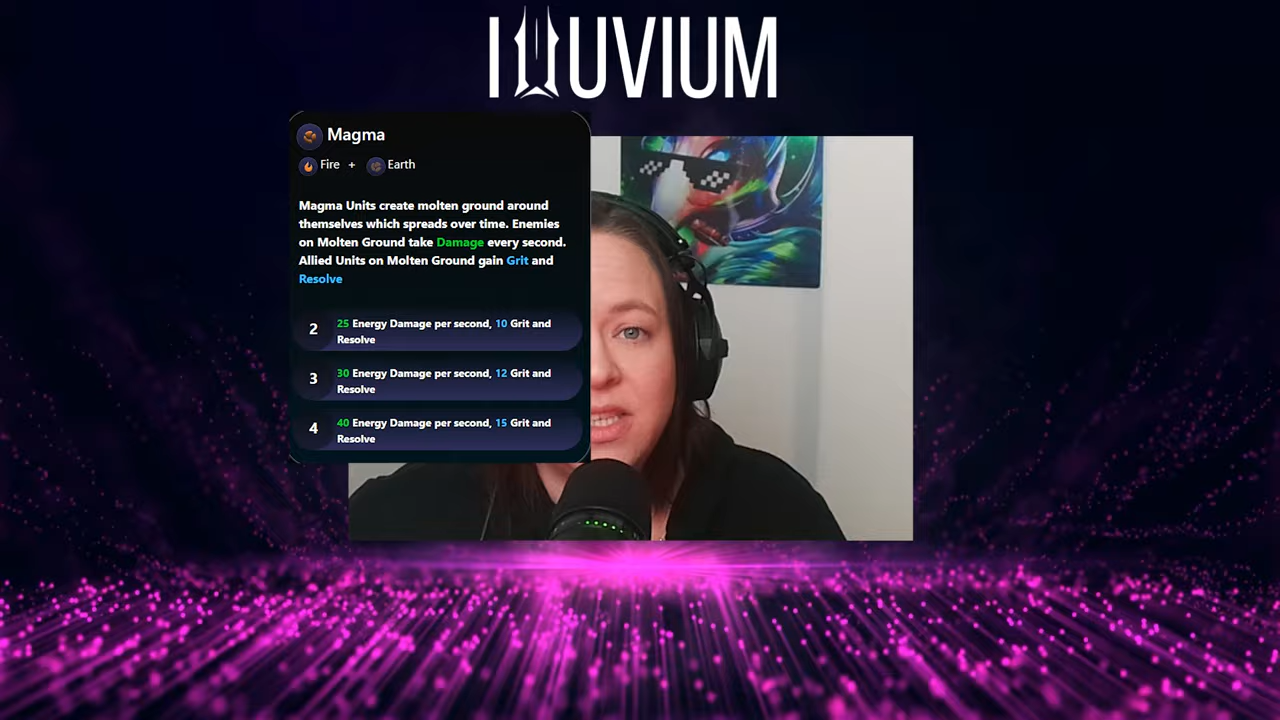 ILLUVIUM
Magma
Fire + Earth
Magma Units create molten ground around
themselves which spreads over time. Enemies
on Molten Ground take Damage every second.
Allied Units on Molten Ground gain Grit and
Resolve
2 25 Energy Damage per second, 10 Grit and
Resolve
3 30 Energy Damage per second, 12 Grit and
Resolve
4 40 Energy Damage per second, 15 Grit and
Resolve